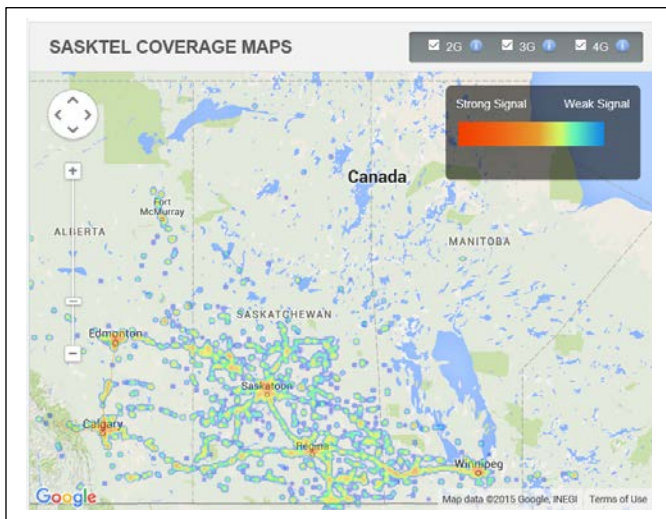 SASKTEL COVERAGE MAPS
2G 3G 4G
Strong Signal Weak Signal
Canada
Fort
McMurray
ALBERTA
MANITOBA
SASKATCHEWAN
Edmonton
Saskatoon
Calgary
Regina
Winnipeg
Google
Map data ©2015 Google, INEGI Terms of Use